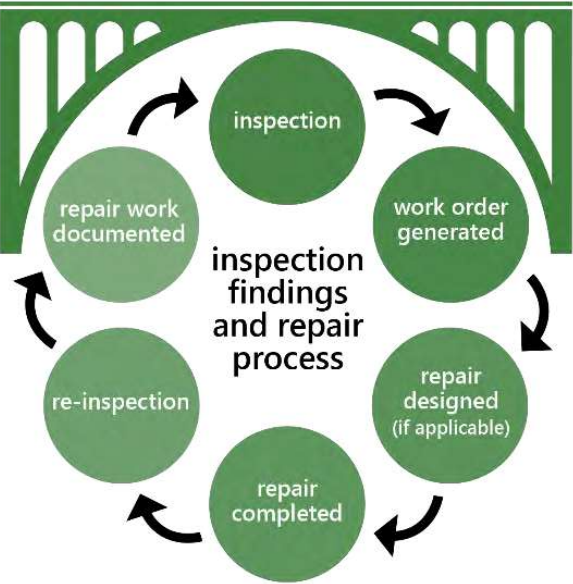 inspection
work order
generated
repair
designed
(if applicable)
repair
completed
re-inspection
repair work
documented
inspection
findings
and repair
process